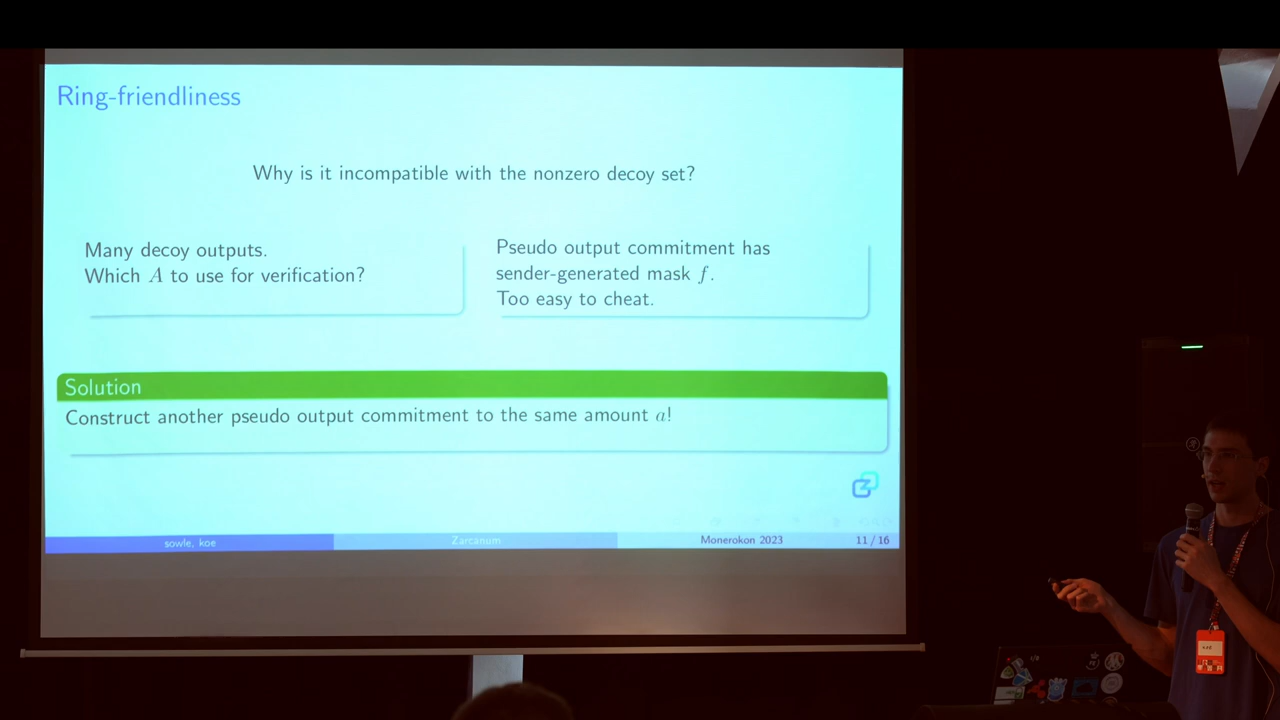 Ring-friendliness
Why is it incompatible with the nonzero decoy set?
Many decoy outputs.
Which A to use for verification?
Pseudo output commitment has
sender-generated mask f.
Too easy to cheat.
Solution
Construct another pseudo output commitment to the same amount a!
sowle, koe
Zarcanum
Monerokon 2023
11 / 16